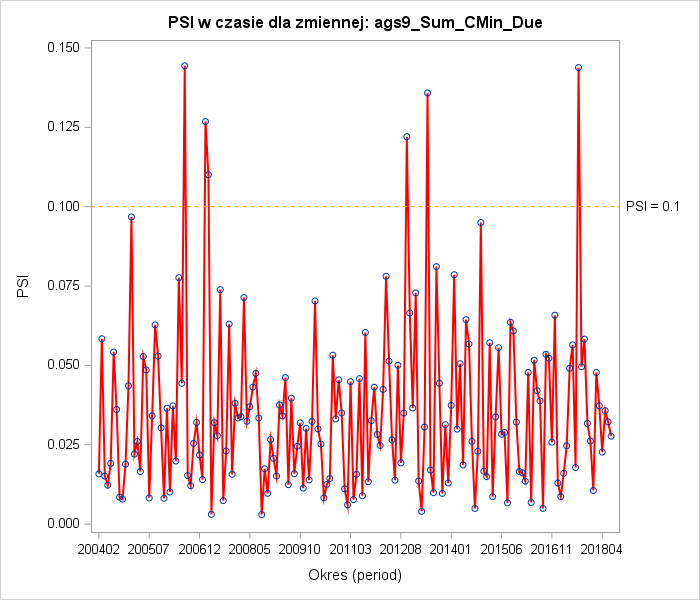 PSI w czasie dla zmiennej: ags9_Sum_CMin_Due
0.150
0.125
0.100
0.075
0.050
0.025
0.000
PSI
PSI = 0.1
200402 200507 200612 200805 200910 201103 201208 201401 201506 201611 201804
Okres (period)